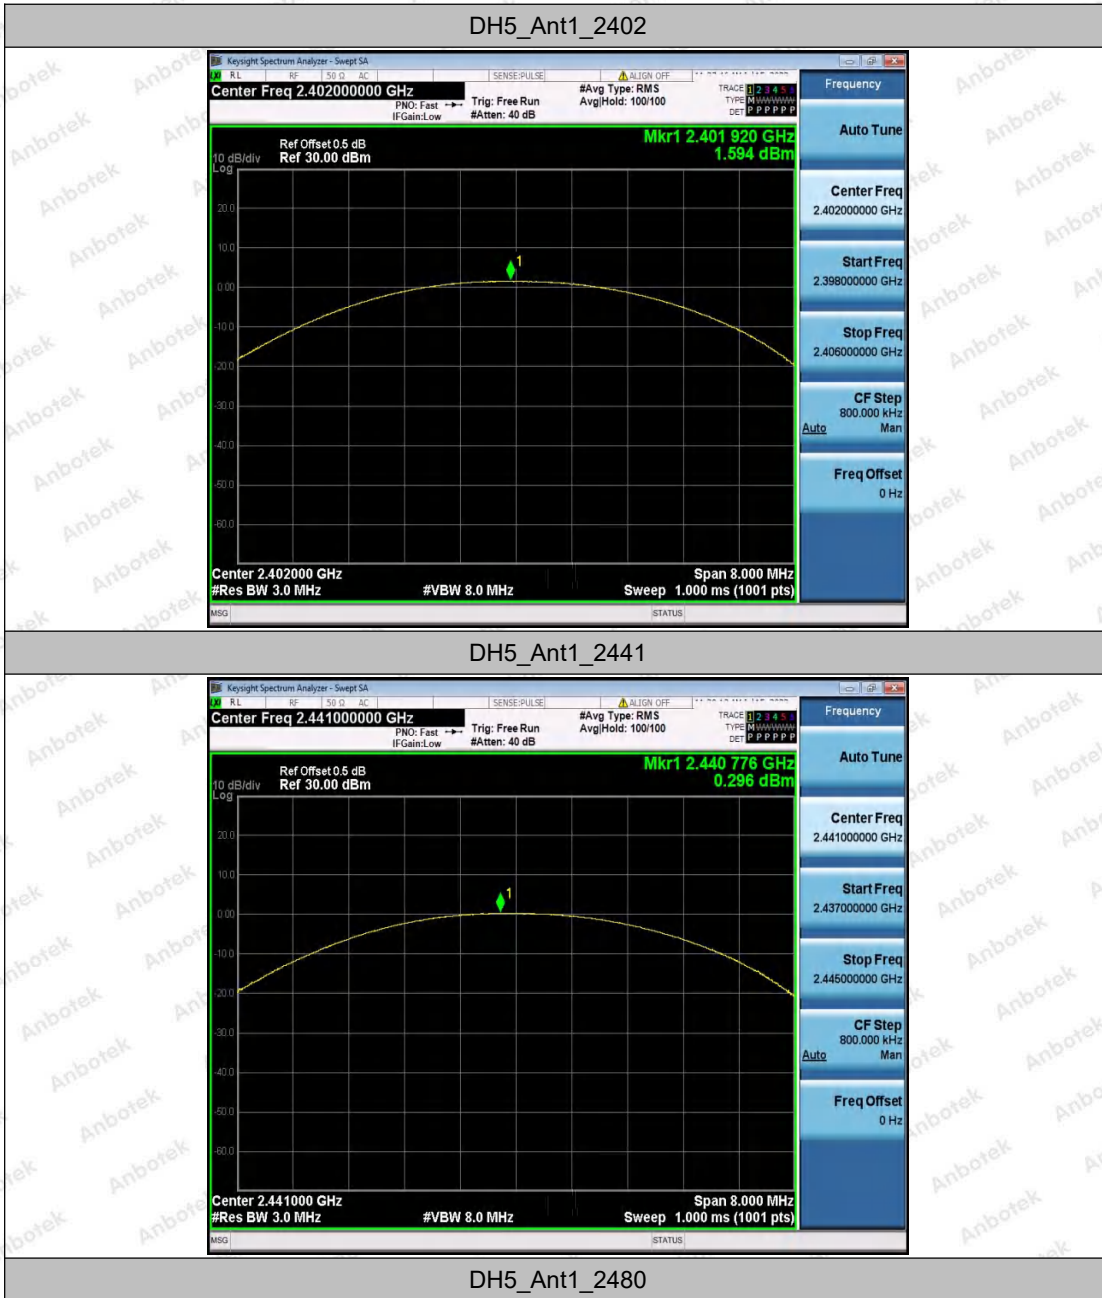 DH5_Ant1_2402
Keysight Spectrum Analyzer - Swept SA
RL RF 50 Ω AC SENSE:PULSE ALIGN OFF
Center Freq 2.402000000 GHz
PNO: Fast
IFGain:Low
Trig: Free Run
#Atten: 40 dB
#Avg Type: RMS
Avg|Hold: 100/100
TRACE 1 2 3 4 5 6
TYPE M W W W W W
DET P P P P P P
Frequency
Mkr1 2.401 920 GHz
1.594 dBm
Ref Offset 0.5 dB
10 dB/div Ref 30.00 dBm
Log
20.0
10.0
0.00
-10.0
-20.0
-30.0
-40.0
-50.0
-60.0
1
Center 2.402000 GHz Span 8.000 MHz
#Res BW 3.0 MHz #VBW 8.0 MHz Sweep 1.000 ms (1001 pts)
MSG STATUS
Auto Tune
Center Freq
2.402000000 GHz
Start Freq
2.398000000 GHz
Stop Freq
2.406000000 GHz
CF Step
800.000 kHz
Auto Man
Freq Offset
0 Hz
DH5_Ant1_2441
Keysight Spectrum Analyzer - Swept SA
RL RF 50 Ω AC SENSE:PULSE ALIGN OFF
Center Freq 2.441000000 GHz
PNO: Fast
IFGain:Low
Trig: Free Run
#Atten: 40 dB
#Avg Type: RMS
Avg|Hold: 100/100
TRACE 1 2 3 4 5 6
TYPE M W W W W W
DET P P P P P P
Frequency
Mkr1 2.440 776 GHz
0.296 dBm
Ref Offset 0.5 dB
10 dB/div Ref 30.00 dBm
Log
20.0
10.0
0.00
-10.0
-20.0
-30.0
-40.0
-50.0
-60.0
1
Center 2.441000 GHz Span 8.000 MHz
#Res BW 3.0 MHz #VBW 8.0 MHz Sweep 1.000 ms (1001 pts)
MSG STATUS
Auto Tune
Center Freq
2.441000000 GHz
Start Freq
2.437000000 GHz
Stop Freq
2.445000000 GHz
CF Step
800.000 kHz
Auto Man
Freq Offset
0 Hz
DH5_Ant1_2480